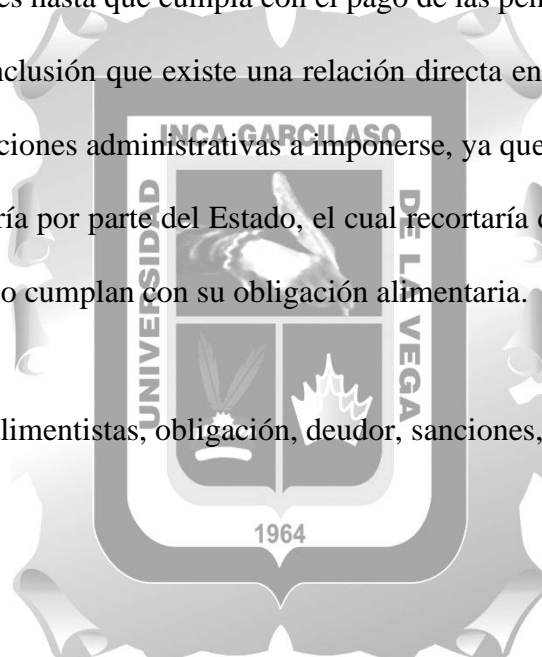 es hasta que cumpla con el pago de las pen
nclusión que existe una relación directa en
ciones administrativas a imponerse, ya que
ría por parte del Estado, el cual recortaría
o cumplan con su obligación alimentaria.
limentistas, obligación, deudor, sanciones,
INCA GARCILASO
UNIVERSIDAD
DE LA VEGA
1964